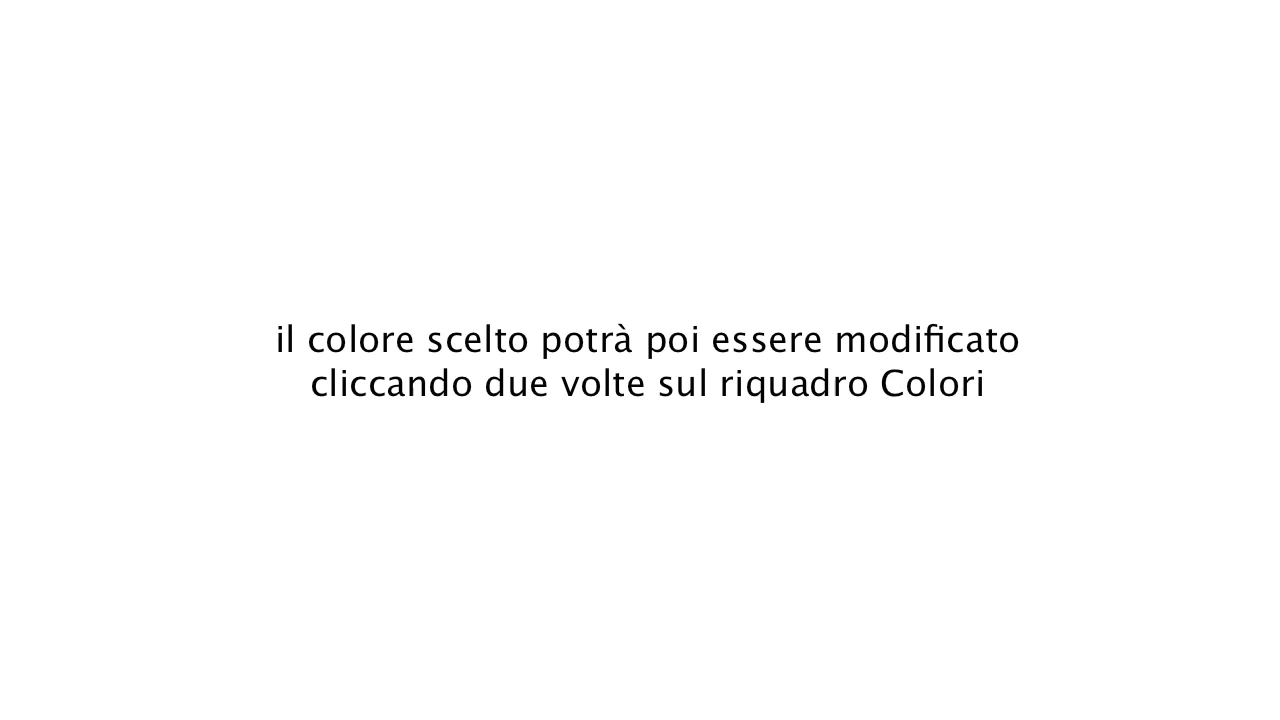 il colore scelto potrà poi essere modificato
cliccando due volte sul riquadro Colori